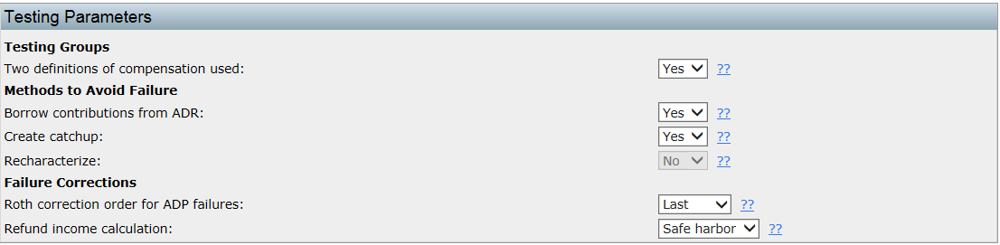 Testing Parameters
Testing Groups
Two definitions of compensation used: Yes ??
Methods to Avoid Failure
Borrow contributions from ADR: Yes ??
Create catchup: Yes ??
Recharacterize: No ??
Failure Corrections
Roth correction order for ADP failures: Last ??
Refund income calculation: Safe harbor ??